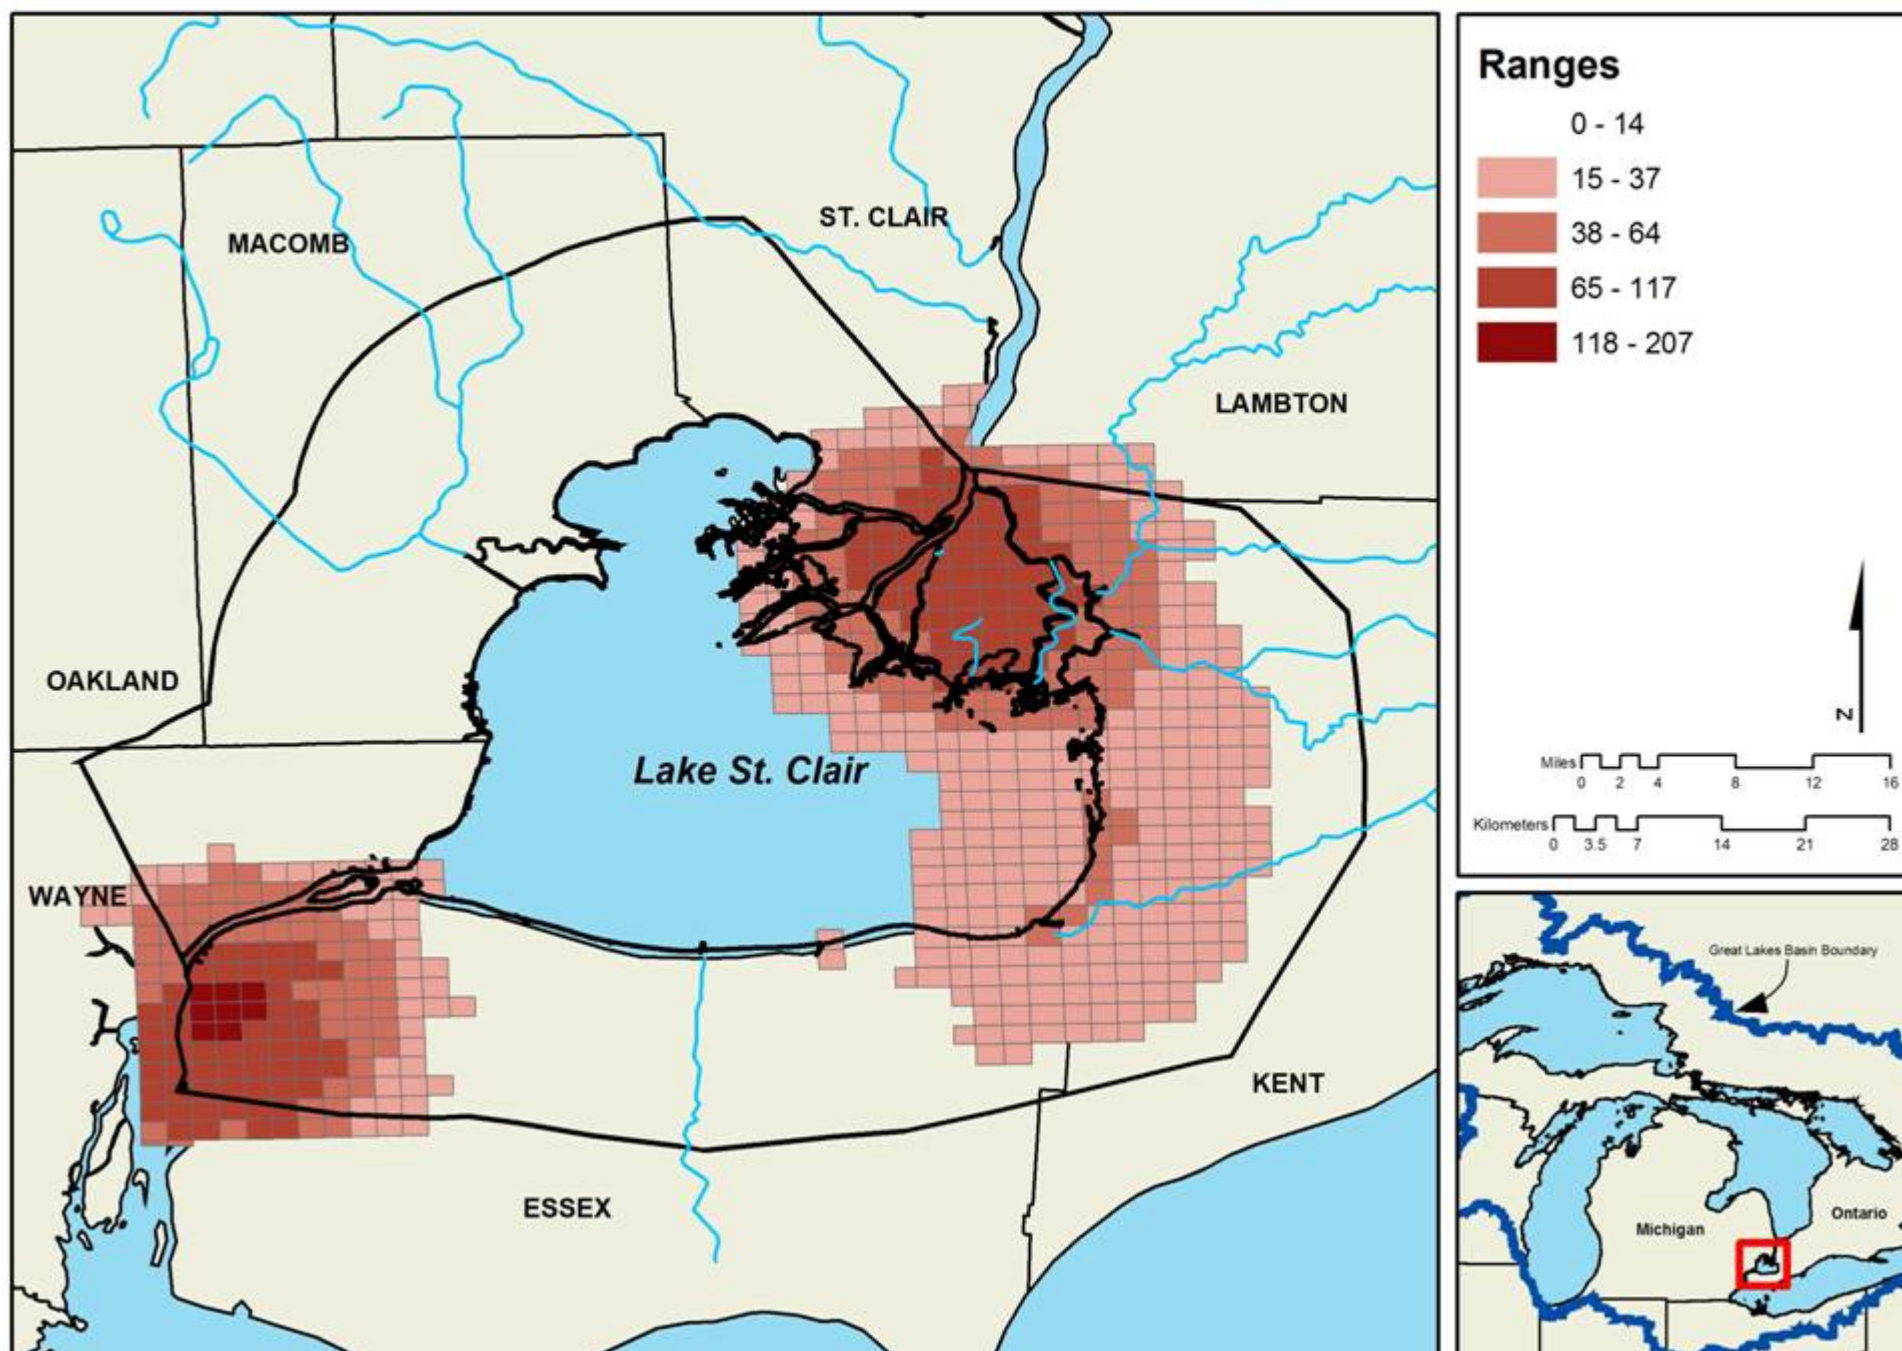 MACOMB
ST. CLAIR
LAMBTON
OAKLAND
Lake St. Clair
WAYNE
KENT
ESSEX
Ranges
0 - 14
15 - 37
38 - 64
65 - 117
118 - 207
N
Miles
0 2 4 8 12 16
Kilometers
0 3.5 7 14 21 28
Great Lakes Basin Boundary
Michigan
Ontario